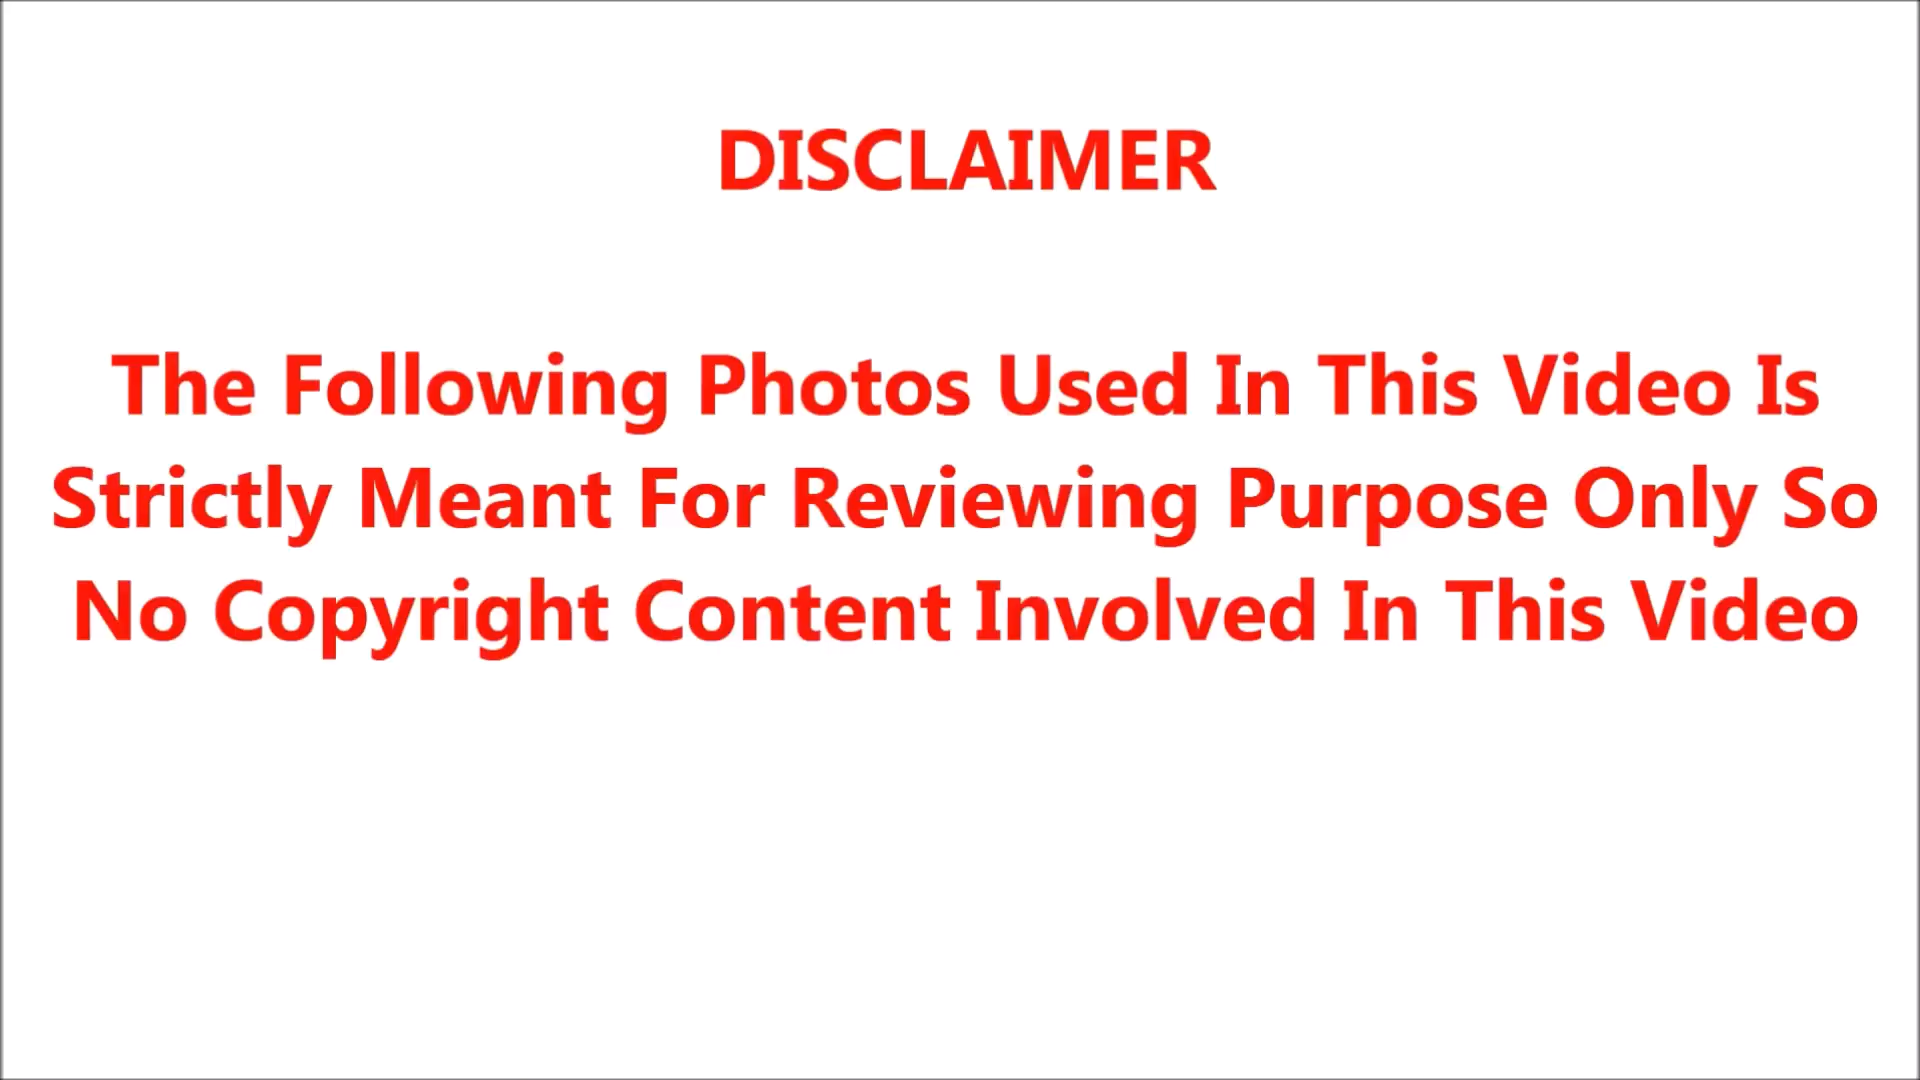 DISCLAIMER
The Following Photos Used In This Video Is
Strictly Meant For Reviewing Purpose Only So
No Copyright Content Involved In This Video